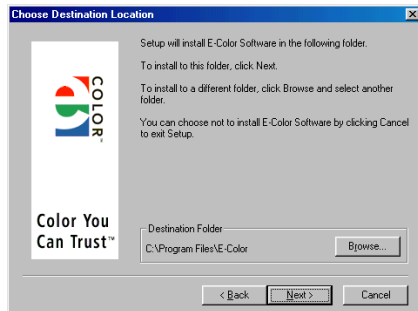 Choose Destination Location
Setup will install E-Color Software in the following folder.
To install to this folder, click Next.
To install to a different folder, click Browse and select another
folder.
You can choose not to install E-Color Software by clicking Cancel
to exit Setup.
COLOR
Color You
Can Trust™
Destination Folder
C:\Program Files\E-Color
Browse...
< Back
Next >
Cancel